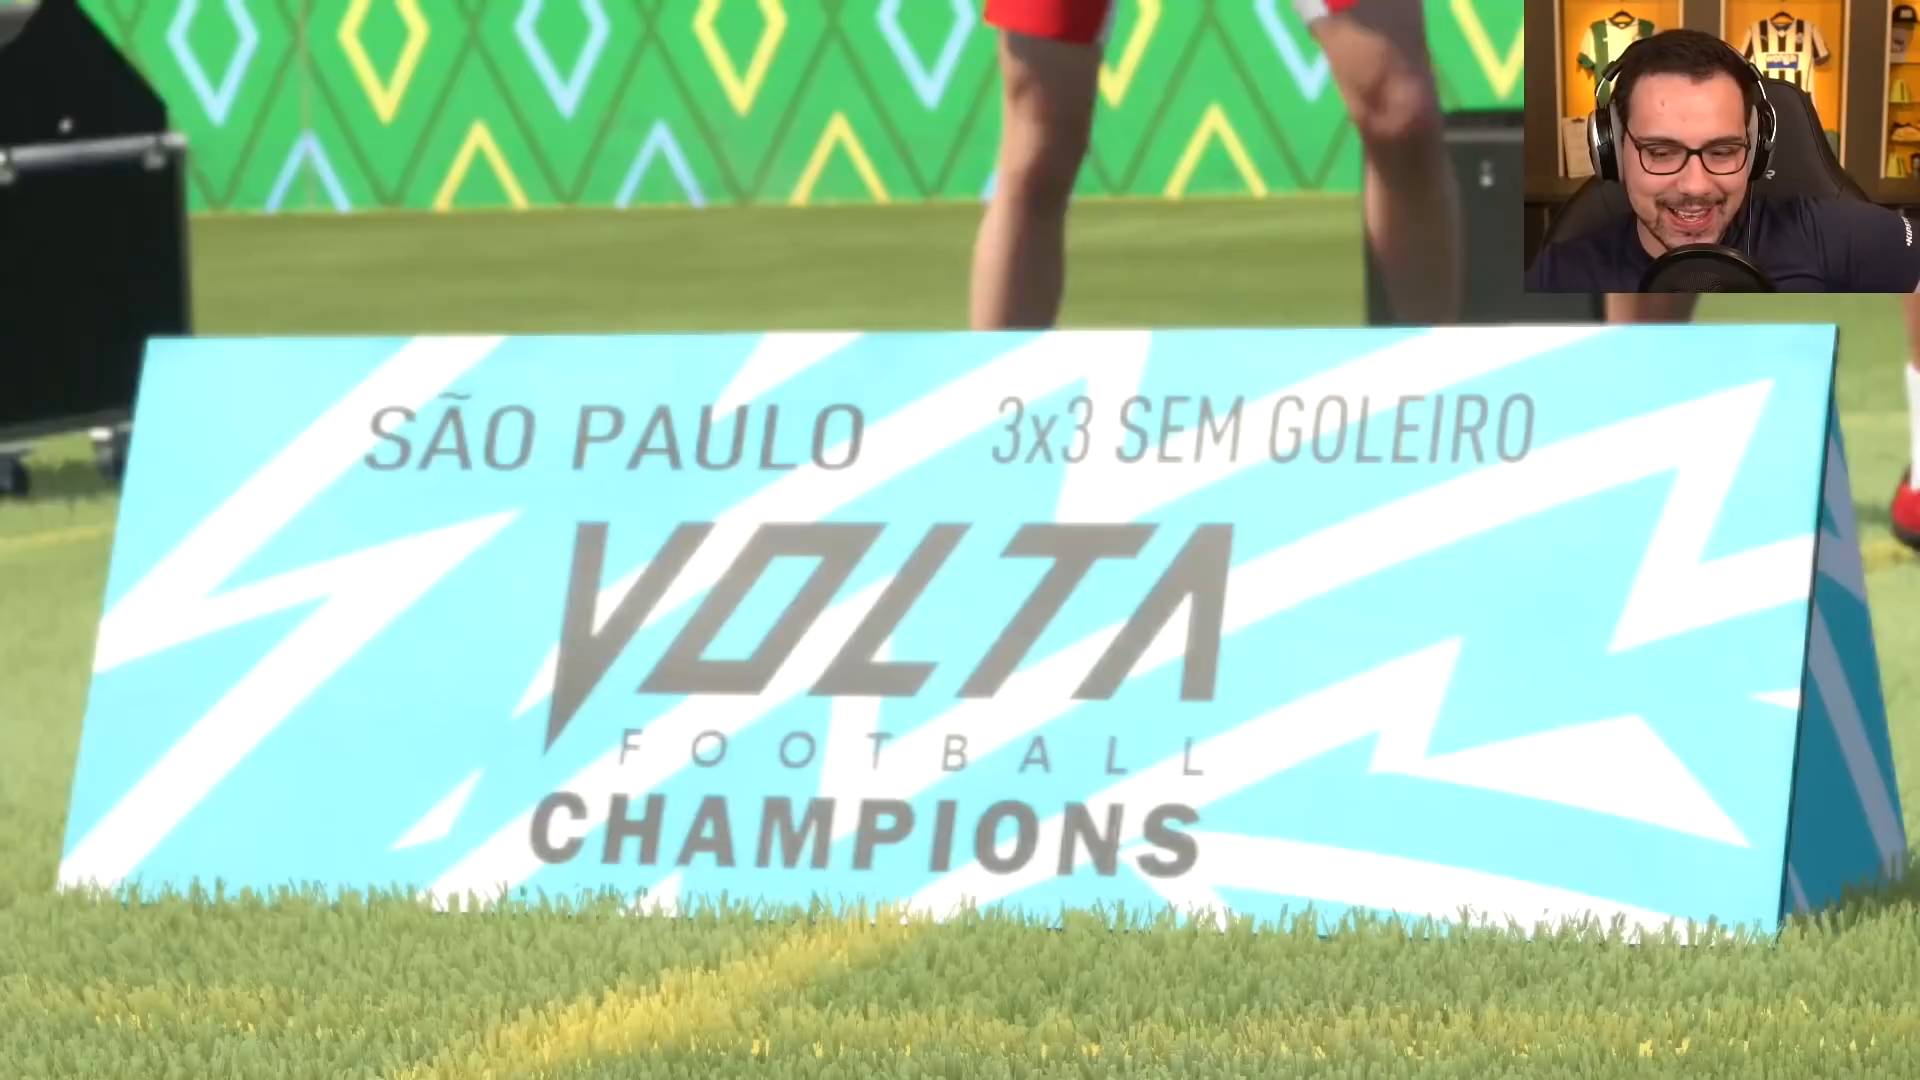 SÃO PAULO 3x3 SEM GOLEIRO
VOLTA
FOOTBALL
CHAMPIONS